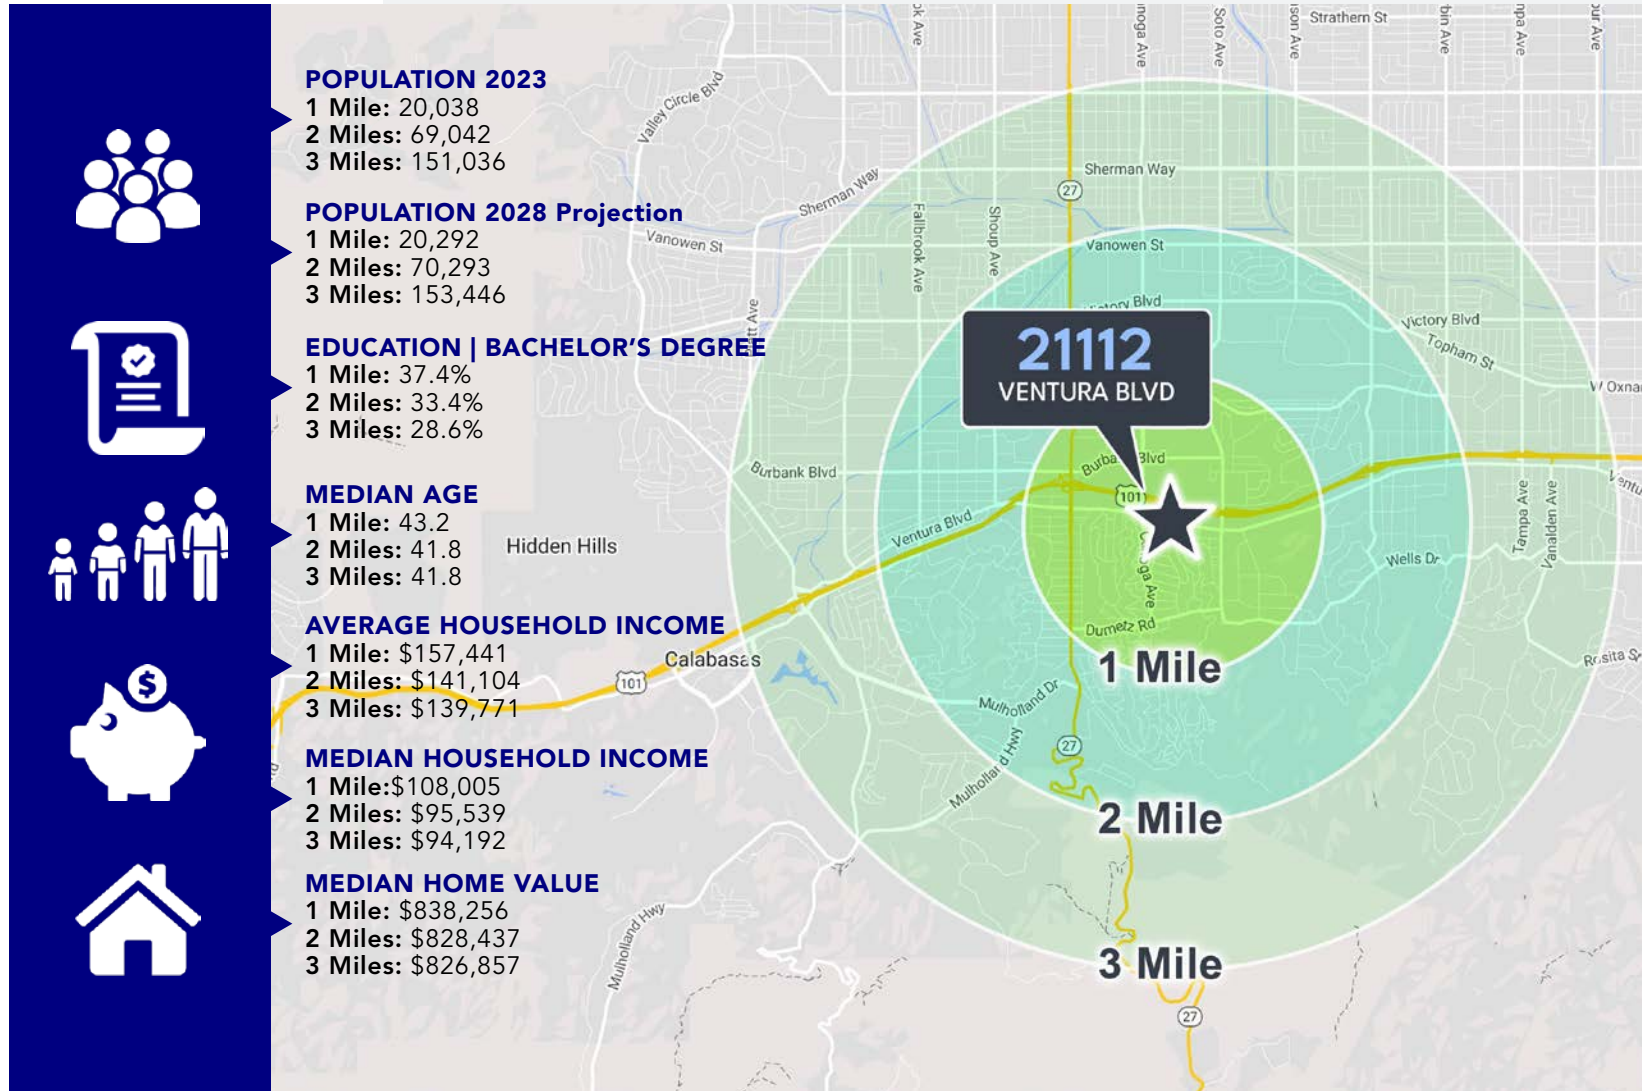 POPULATION 2023
1 Mile: 20,038
2 Miles: 69,042
3 Miles: 151,036
POPULATION 2028 Projection
1 Mile: 20,292
2 Miles: 70,293
3 Miles: 153,446
EDUCATION | BACHELOR'S DEGREE
1 Mile: 37.4%
2 Miles: 33.4%
3 Miles: 28.6%
MEDIAN AGE
1 Mile: 43.2
2 Miles: 41.8
3 Miles: 41.8
AVERAGE HOUSEHOLD INCOME
1 Mile: $157,441
2 Miles: $141,104
3 Miles: $139,771
MEDIAN HOUSEHOLD INCOME
1 Mile:$108,005
2 Miles: $95,539
3 Miles: $94,192
MEDIAN HOME VALUE
1 Mile: $838,256
2 Miles: $828,437
3 Miles: $826,857
$
21112
VENTURA BLVD
1 Mile
2 Mile
3 Mile
Strathern St
Soto Ave
Valley Circle Blvd
Sherman Way
Sherman Way
27
Vanowen St
Vanowen St
Fallbrook Ave
Shoup Ave
Blvd
Victory Blvd
Topham St
Burbank Blvd
Blvd
101
Ventura Blvd
Hidden Hills
Tampa Ave
Vanalden Ave
Wells Dr
Ave
Dumetz Rd
Calabasas
101
Mulholland Dr
Mulholland Hwy
27
Mulholland Hwy
27